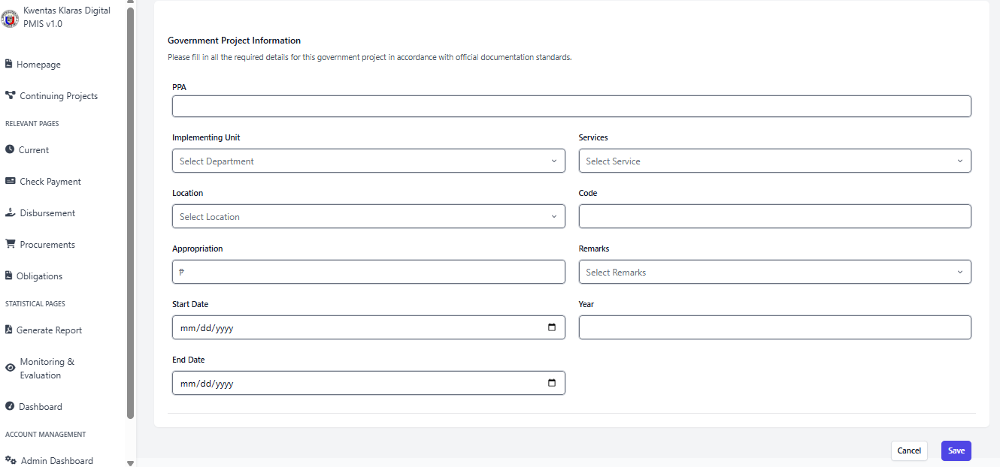 Kwentas Klaras Digital
PMIS v1.0
Homepage
Continuing Projects
RELEVANT PAGES
Current
Check Payment
Disbursement
Procurements
Obligations
STATISTICAL PAGES
Generate Report
Monitoring &
Evaluation
Dashboard
ACCOUNT MANAGEMENT
Admin Dashboard
Government Project Information
Please fill in all the required details for this government project in accordance with official documentation standards.
PPA
Implementing Unit
Select Department
Services
Select Service
Location
Select Location
Code
Appropriation
₱
Remarks
Select Remarks
Start Date
mm/dd/yyyy
Year
End Date
mm/dd/yyyy
Cancel
Save